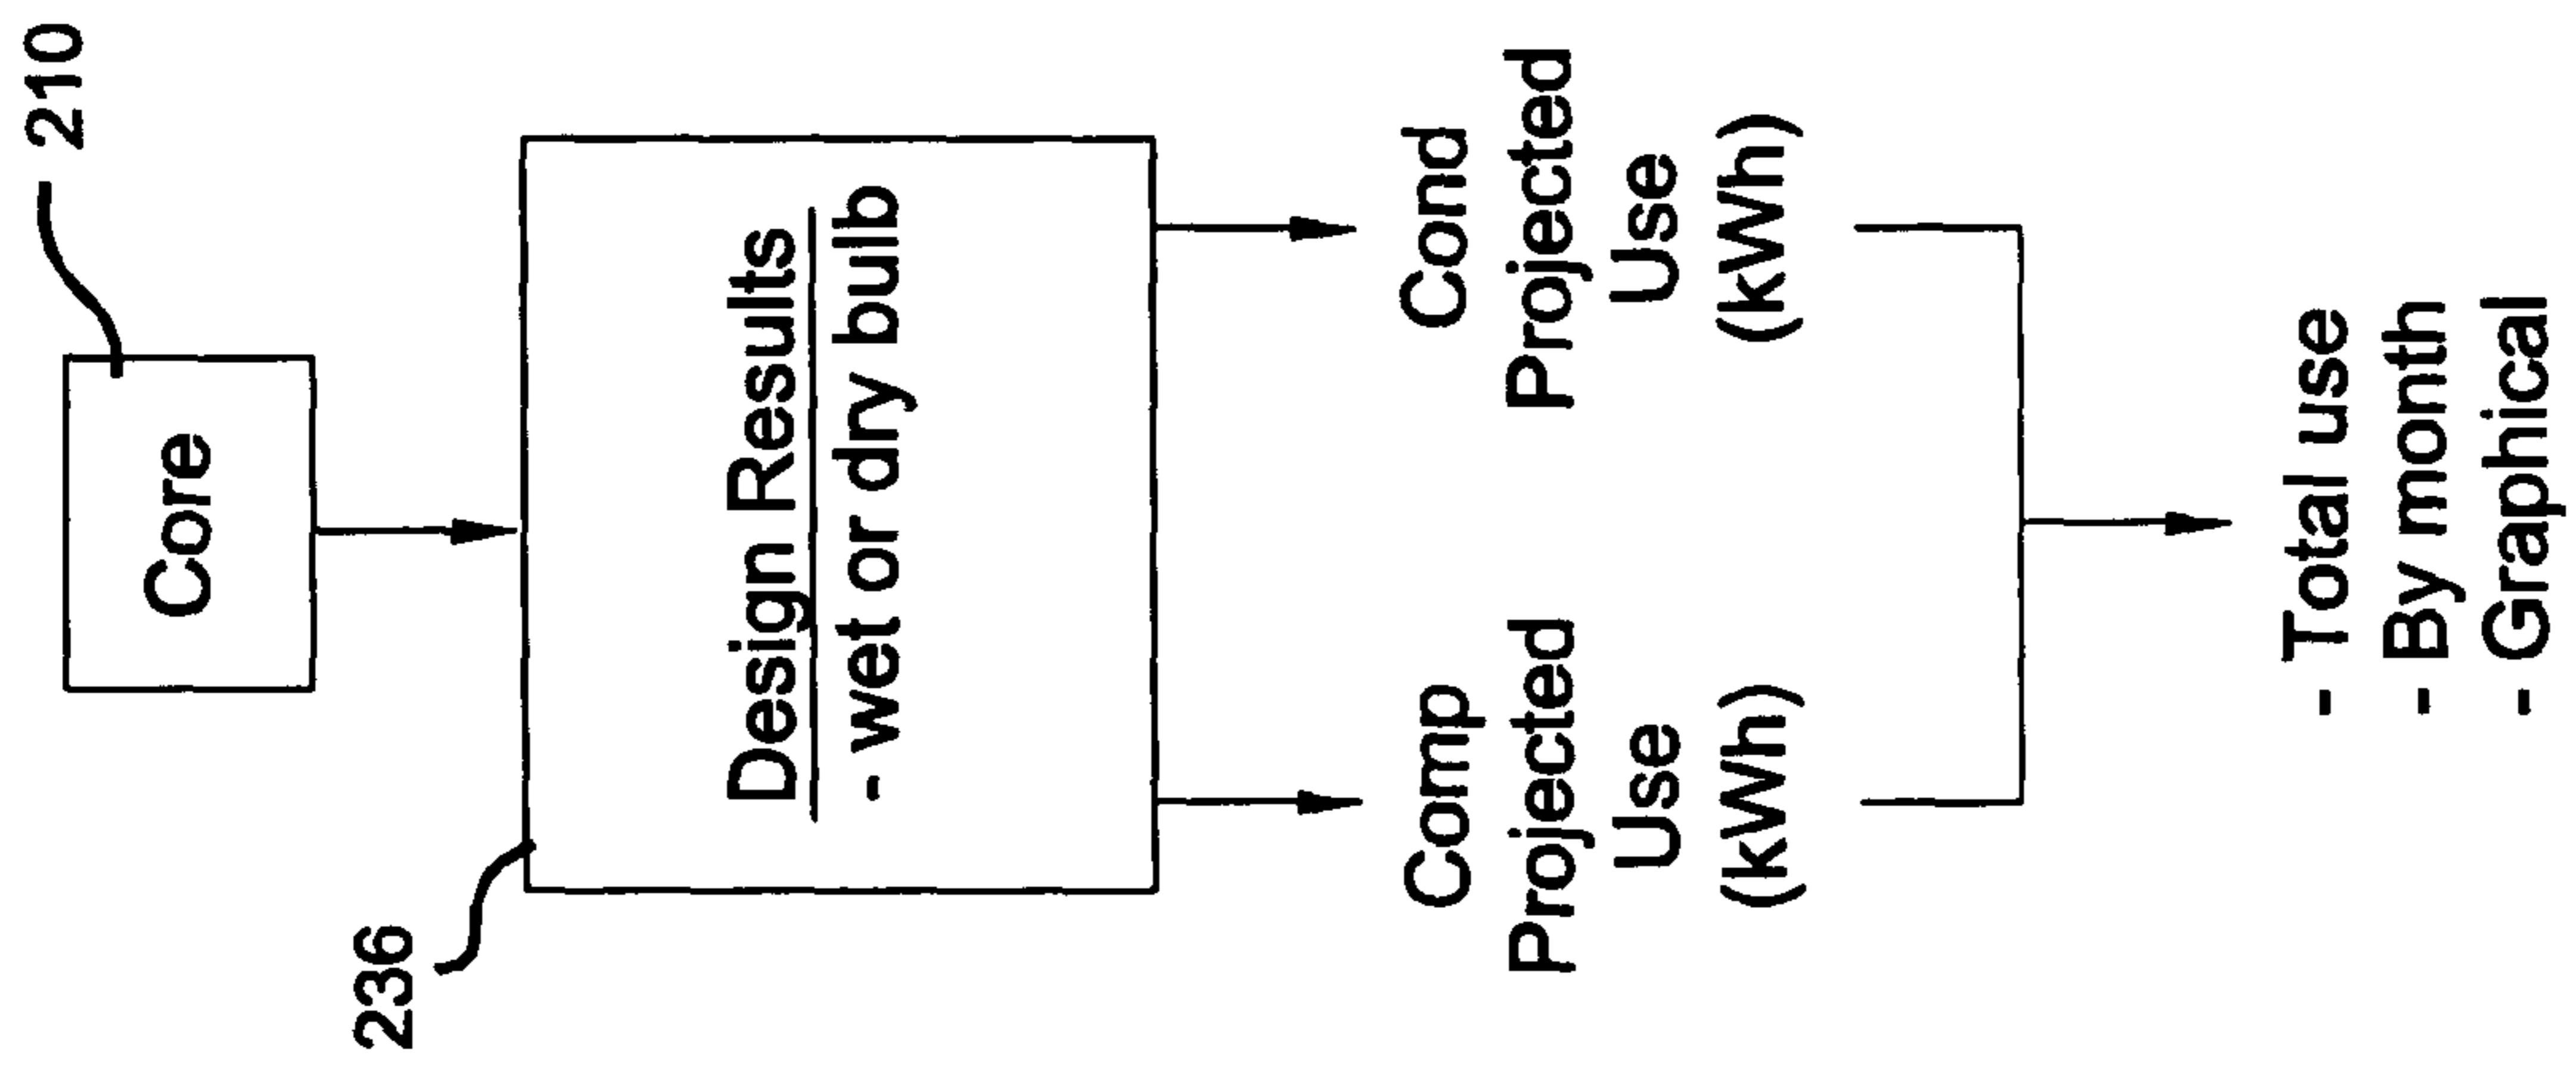 210
Core
236
Design Results
- wet or dry bulb
Comp
Projected
Use
(kWh)
Cond
Projected
Use
(kWh)
- Total use
- By month
- Graphical